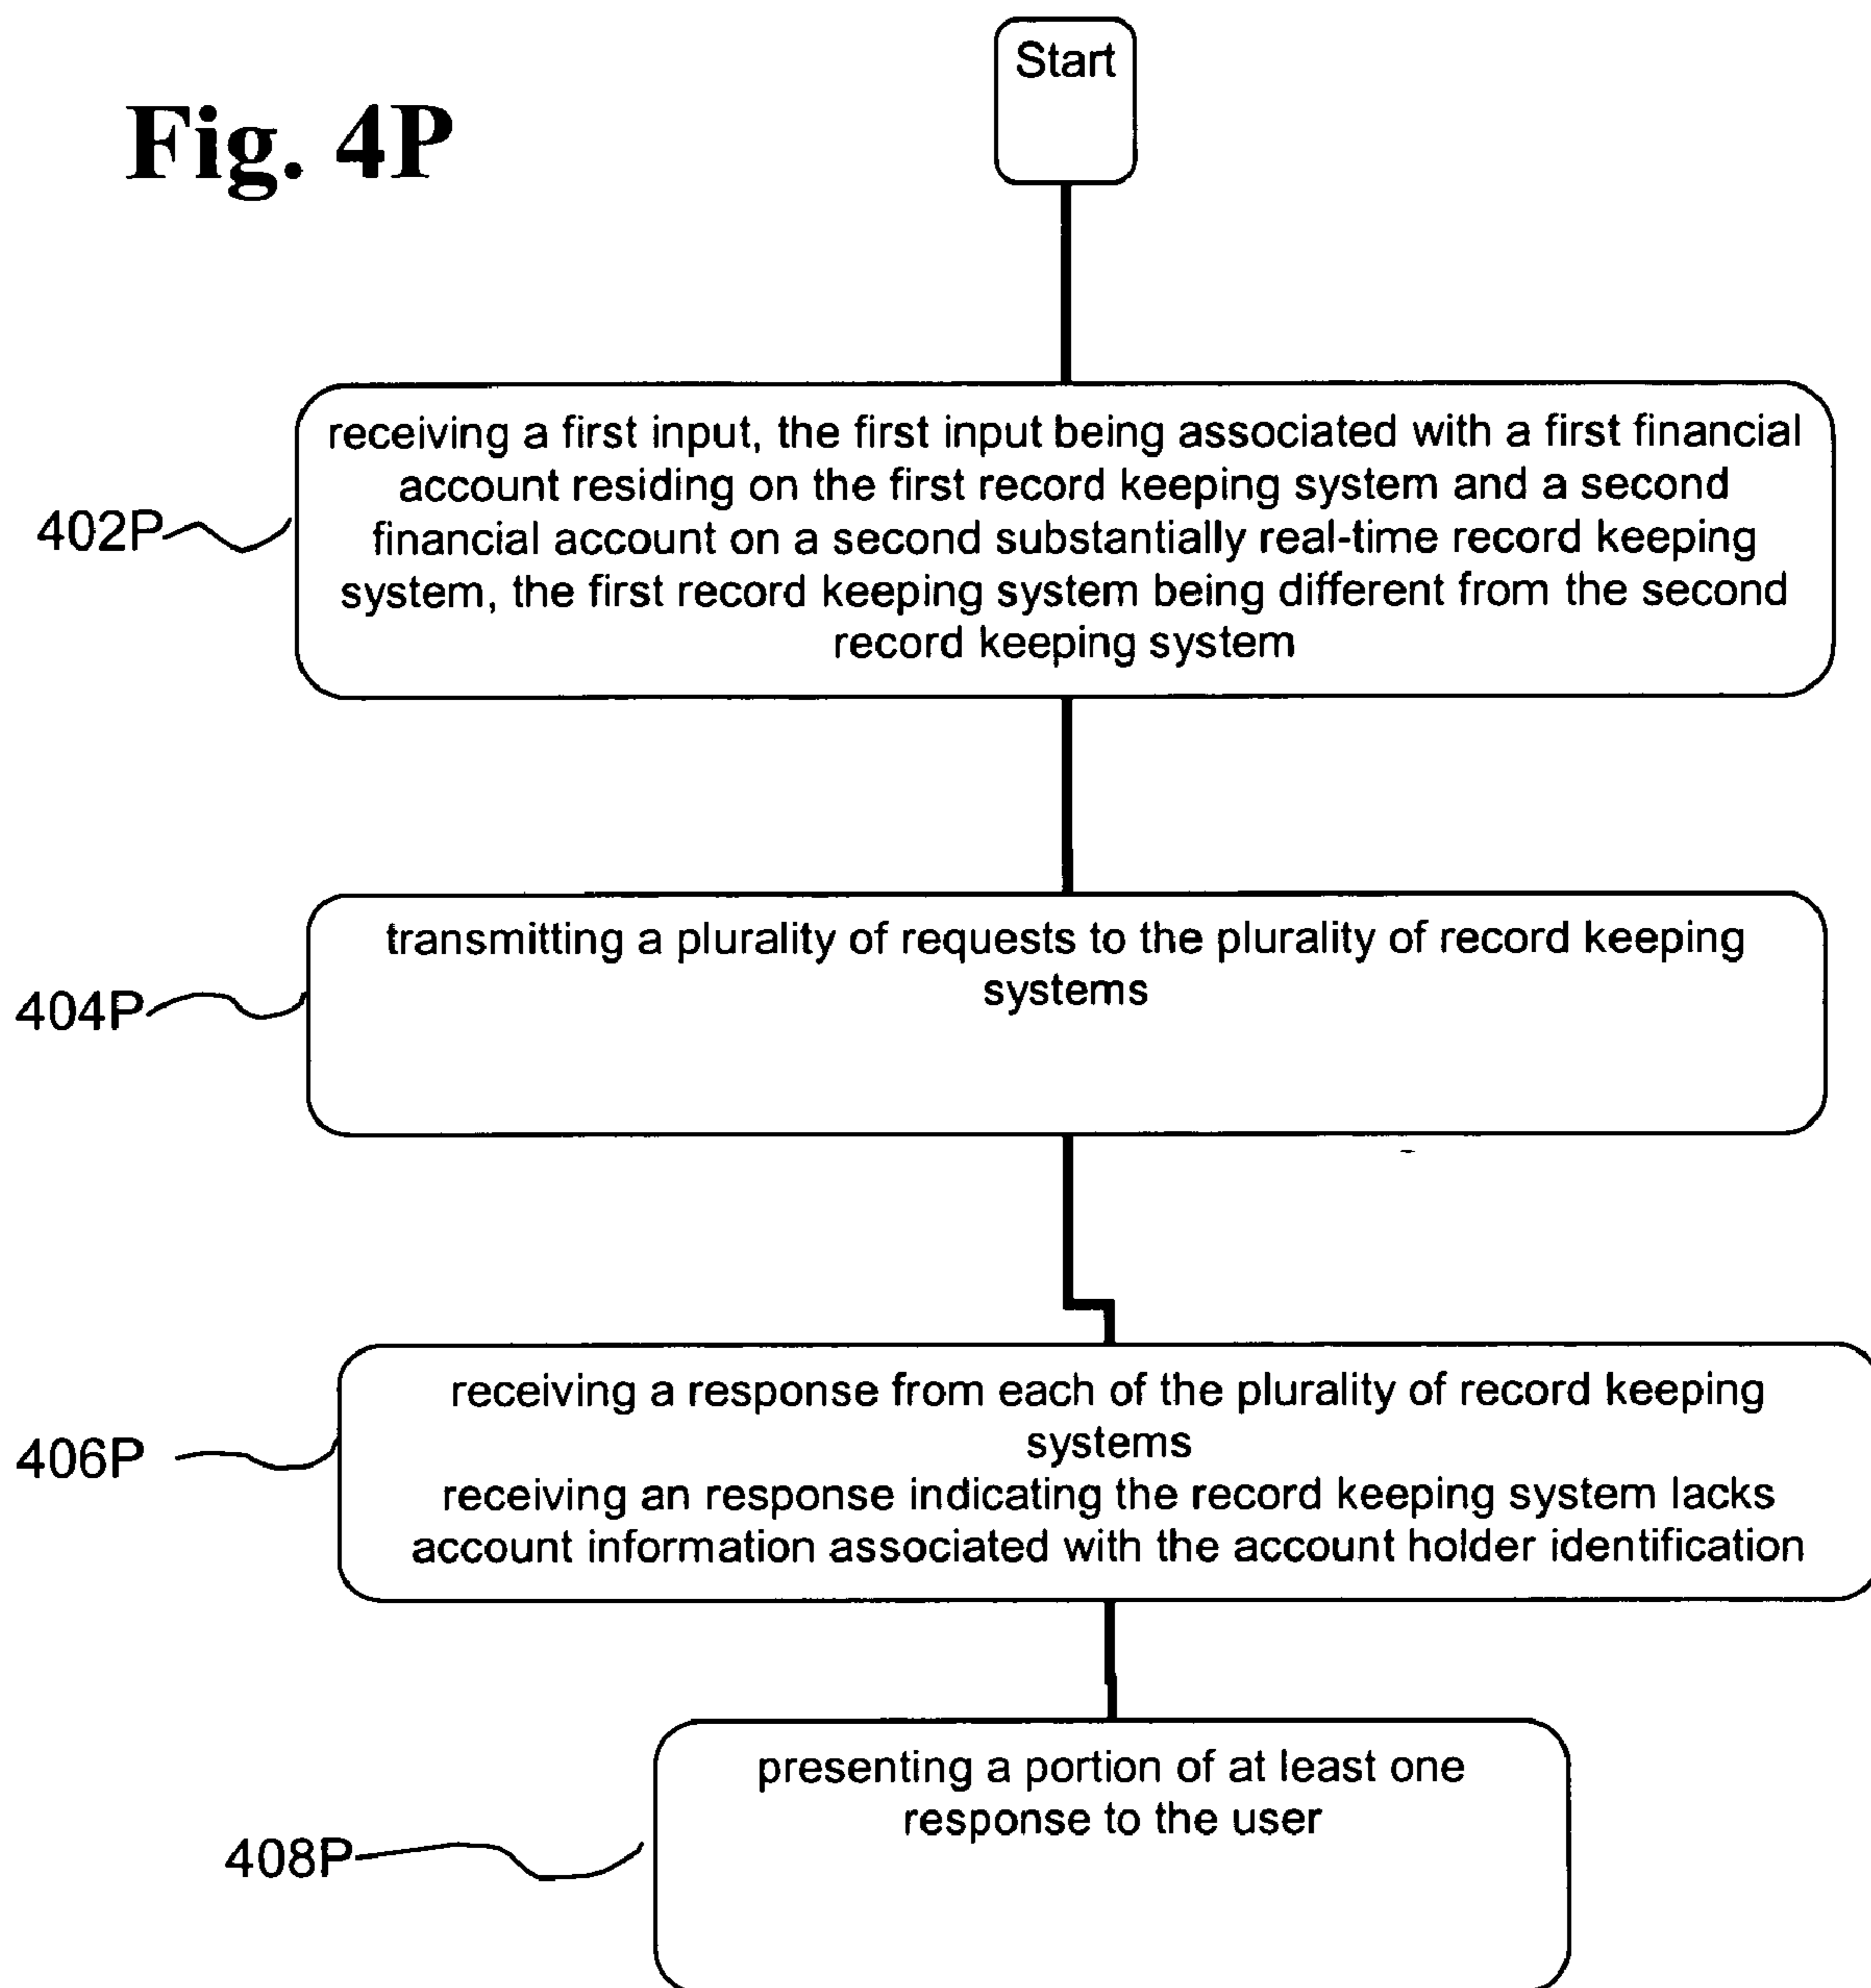 Start
Fig. 4P
receiving a first input, the first input being associated with a first financial
account residing on the first record keeping system and a second
financial account on a second substantially real-time record keeping
system, the first record keeping system being different from the second
record keeping system
402P
transmitting a plurality of requests to the plurality of record keeping
systems
404P
receiving a response from each of the plurality of record keeping
systems
receiving an response indicating the record keeping system lacks
account information associated with the account holder identification
406P
presenting a portion of at least one
response to the user
408P